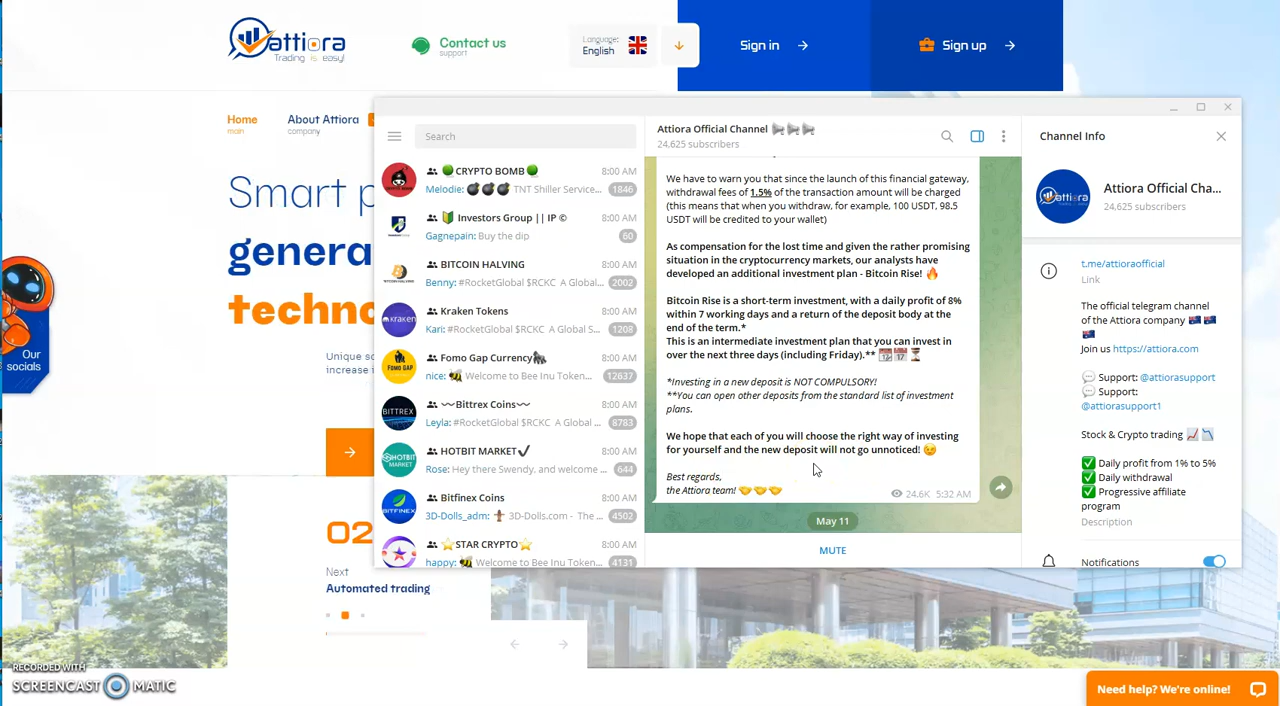 attiora
Trading is easy!
Contact us
support
Language:
English
Sign in
Sign up
Home
main
About Attiora
company
Smart p
genera
techno
Our
socials
Unique so
increase i
02
Next
Automated trading
Search
CRYPTO BOMB
8:00 AM
Melodie: 💣💣💣 TNT Shiller Service...
1846
Investors Group || IP ©
8:00 AM
Gagnepain: Buy the dip
60
BITCOIN HALVING
8:00 AM
Benny: #RocketGlobal $RCKC A Global...
2002
Kraken Tokens
8:00 AM
Kari: #RocketGlobal $RCKC A Global S...
1208
Fomo Gap Currency🦍
8:00 AM
nice: 🐝 Welcome to Bee Inu Token...
12637
〰Bittrex Coins〰
8:00 AM
Leyla: #RocketGlobal $RCKC A Global ...
8783
HOTBIT MARKET✔
8:00 AM
Rose: Hey there Swendy, and welcome ...
644
Bitfinex Coins
8:00 AM
3D-Dolls_adm: 3D-Dolls.com - The ...
4502
⭐STAR CRYPTO⭐
8:00 AM
happy: 🐝 Welcome to Bee Inu Token...
4131
Attiora Official Channel
24,625 subscribers
We have to warn you that since the launch of this financial gateway,
withdrawal fees of 1,5% of the transaction amount will be charged
(this means that when you withdraw, for example, 100 USDT, 98.5
USDT will be credited to your wallet)
As compensation for the lost time and given the rather promising
situation in the cryptocurrency markets, our analysts have
developed an additional investment plan - Bitcoin Rise! 🔥
Bitcoin Rise is a short-term investment, with a daily profit of 8%
within 7 working days and a return of the deposit body at the
end of the term.*
This is an intermediate investment plan that you can invest in
over the next three days (including Friday).** 📆📅⏳
*Investing in a new deposit is NOT COMPULSORY!
**You can open other deposits from the standard list of investment
plans.
We hope that each of you will choose the right way of investing
for yourself and the new deposit will not go unnoticed! 😉
Best regards,
the Attiora team! 🤝🤝🤝
24.6K 5:32 AM
May 11
MUTE
Channel Info
Attiora Official Cha...
24,625 subscribers
t.me/attioraofficial
Link
The official telegram channel
of the Attiora company 🇦🇺🇦🇺
🇦🇺
Join us https://attiora.com
💬 Support: @attiorasupport
💬 Support:
@attiorasupport1
Stock & Crypto trading 📈📉
✅ Daily profit from 1% to 5%
✅ Daily withdrawal
✅ Progressive affiliate
program
Description
Notifications
RECORDED WITH
SCREENCAST MATIC
Need help? We're online!